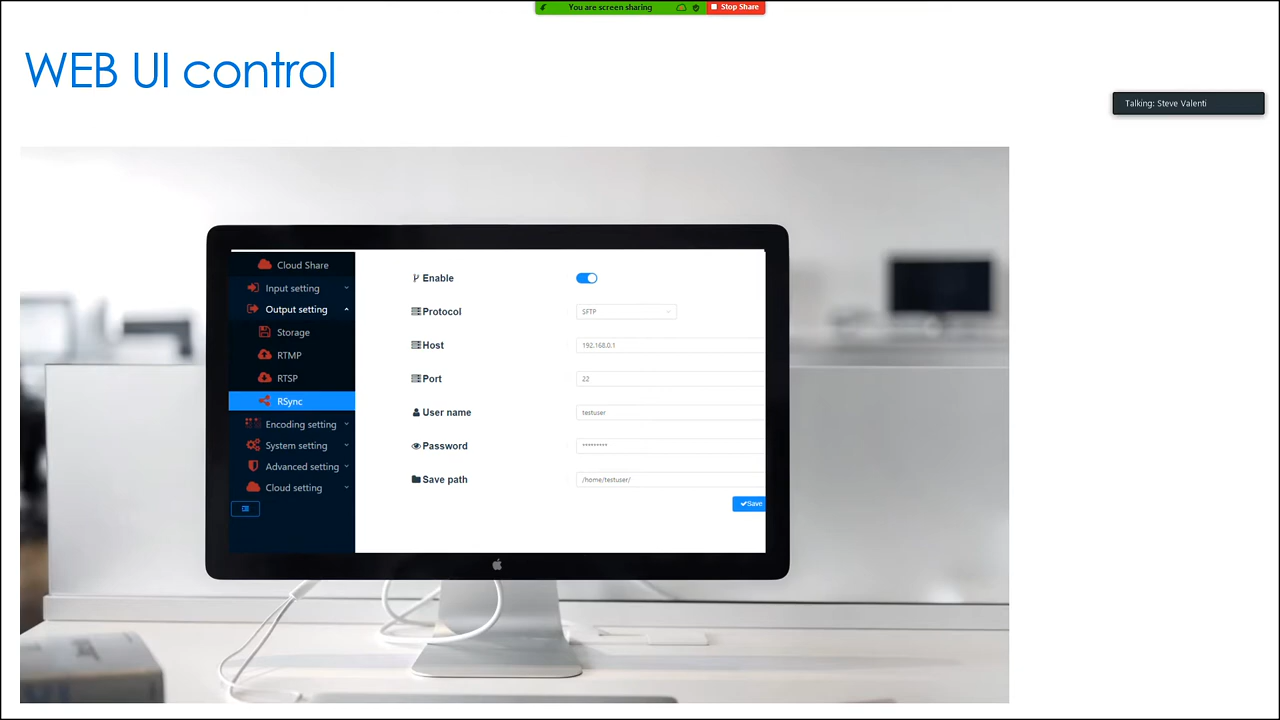 You are screen sharing
Stop Share
WEB UI control
Talking: Steve Valenti
Cloud Share
Input setting
Output setting
Storage
RTMP
RTSP
RSync
Encoding setting
System setting
Advanced setting
Cloud setting
Enable
Protocol
SFTP
Host
192.168.0.1
Port
22
User name
testuser
Password
*********
Save path
/home/testuser/
Save